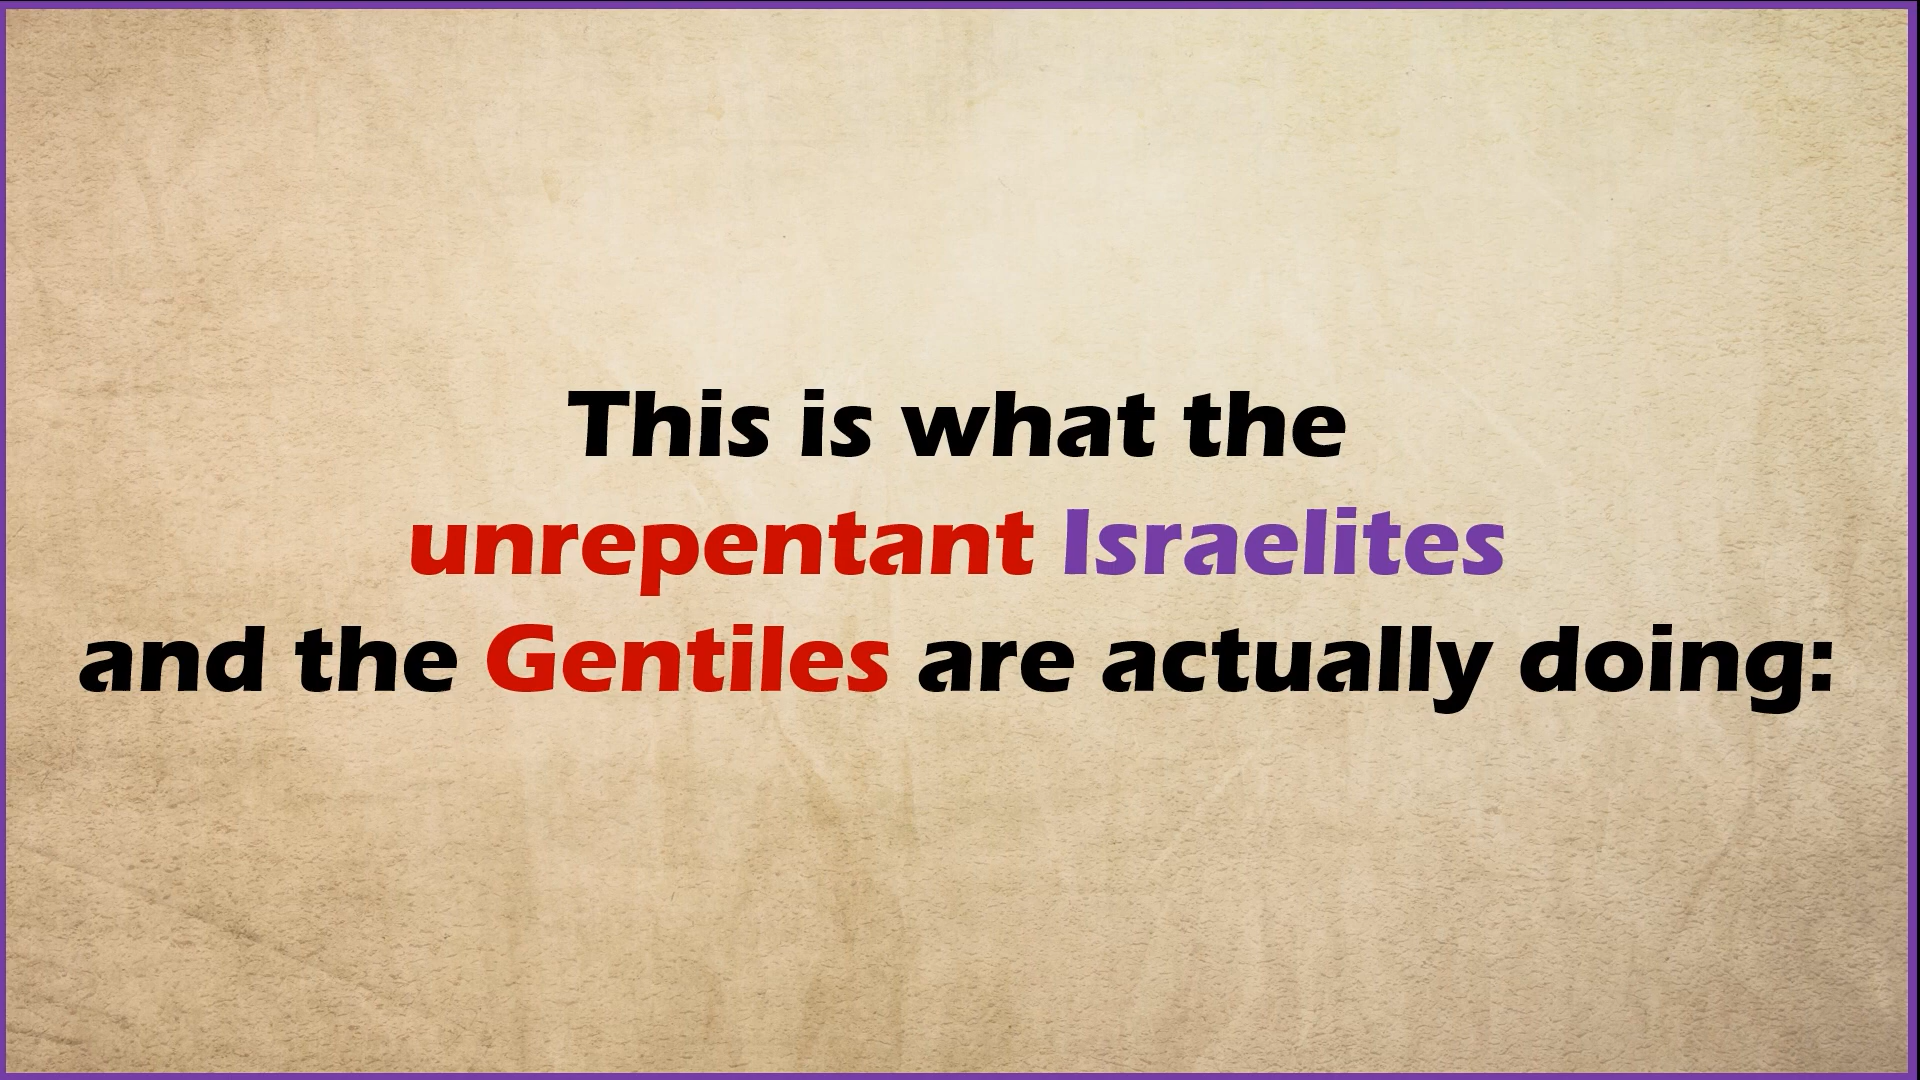 This is what the
unrepentant Israelites
and the Gentiles are actually doing: